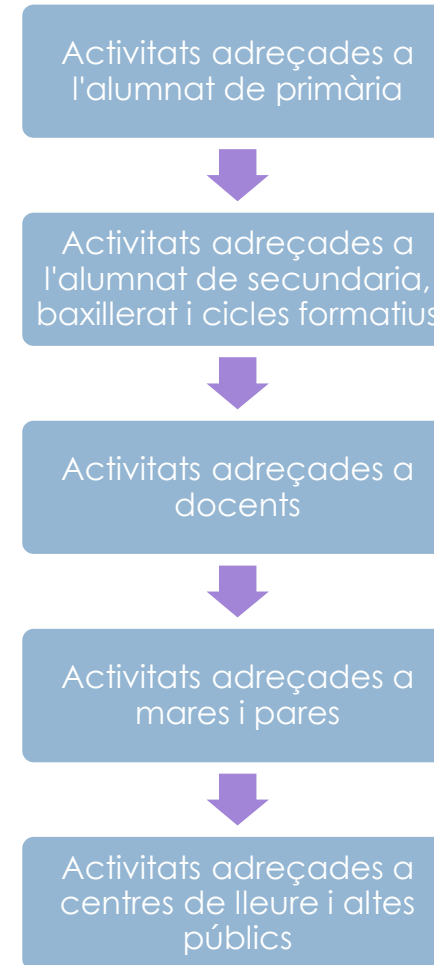 Activitats adreçades a
l'alumnat de primària
Activitats adreçades a
l'alumnat de secundaria,
baxillerat i cicles formatius
Activitats adreçades a
docents
Activitats adreçades a
mares i pares
Activitats adreçades a
centres de lleure i altes
públics